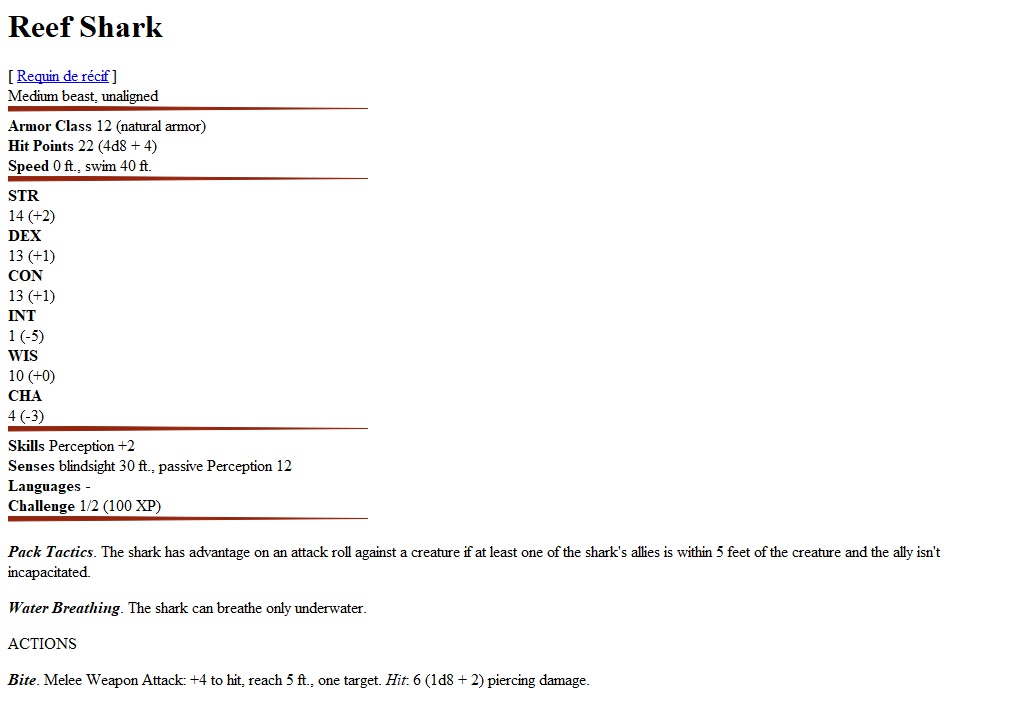 Reef Shark
[ Requin de récif ]
Medium beast, unaligned
Armor Class 12 (natural armor)
Hit Points 22 (4d8 + 4)
Speed 0 ft., swim 40 ft.
STR
14 (+2)
DEX
13 (+1)
CON
13 (+1)
INT
1 (-5)
WIS
10 (+0)
CHA
4 (-3)
Skills Perception +2
Senses blindsight 30 ft., passive Perception 12
Languages -
Challenge 1/2 (100 XP)
Pack Tactics. The shark has advantage on an attack roll against a creature if at least one of the shark's allies is within 5 feet of the creature and the ally isn't
incapacitated.
Water Breathing. The shark can breathe only underwater.
ACTIONS
Bite. Melee Weapon Attack: +4 to hit, reach 5 ft., one target. Hit: 6 (1d8 + 2) piercing damage.